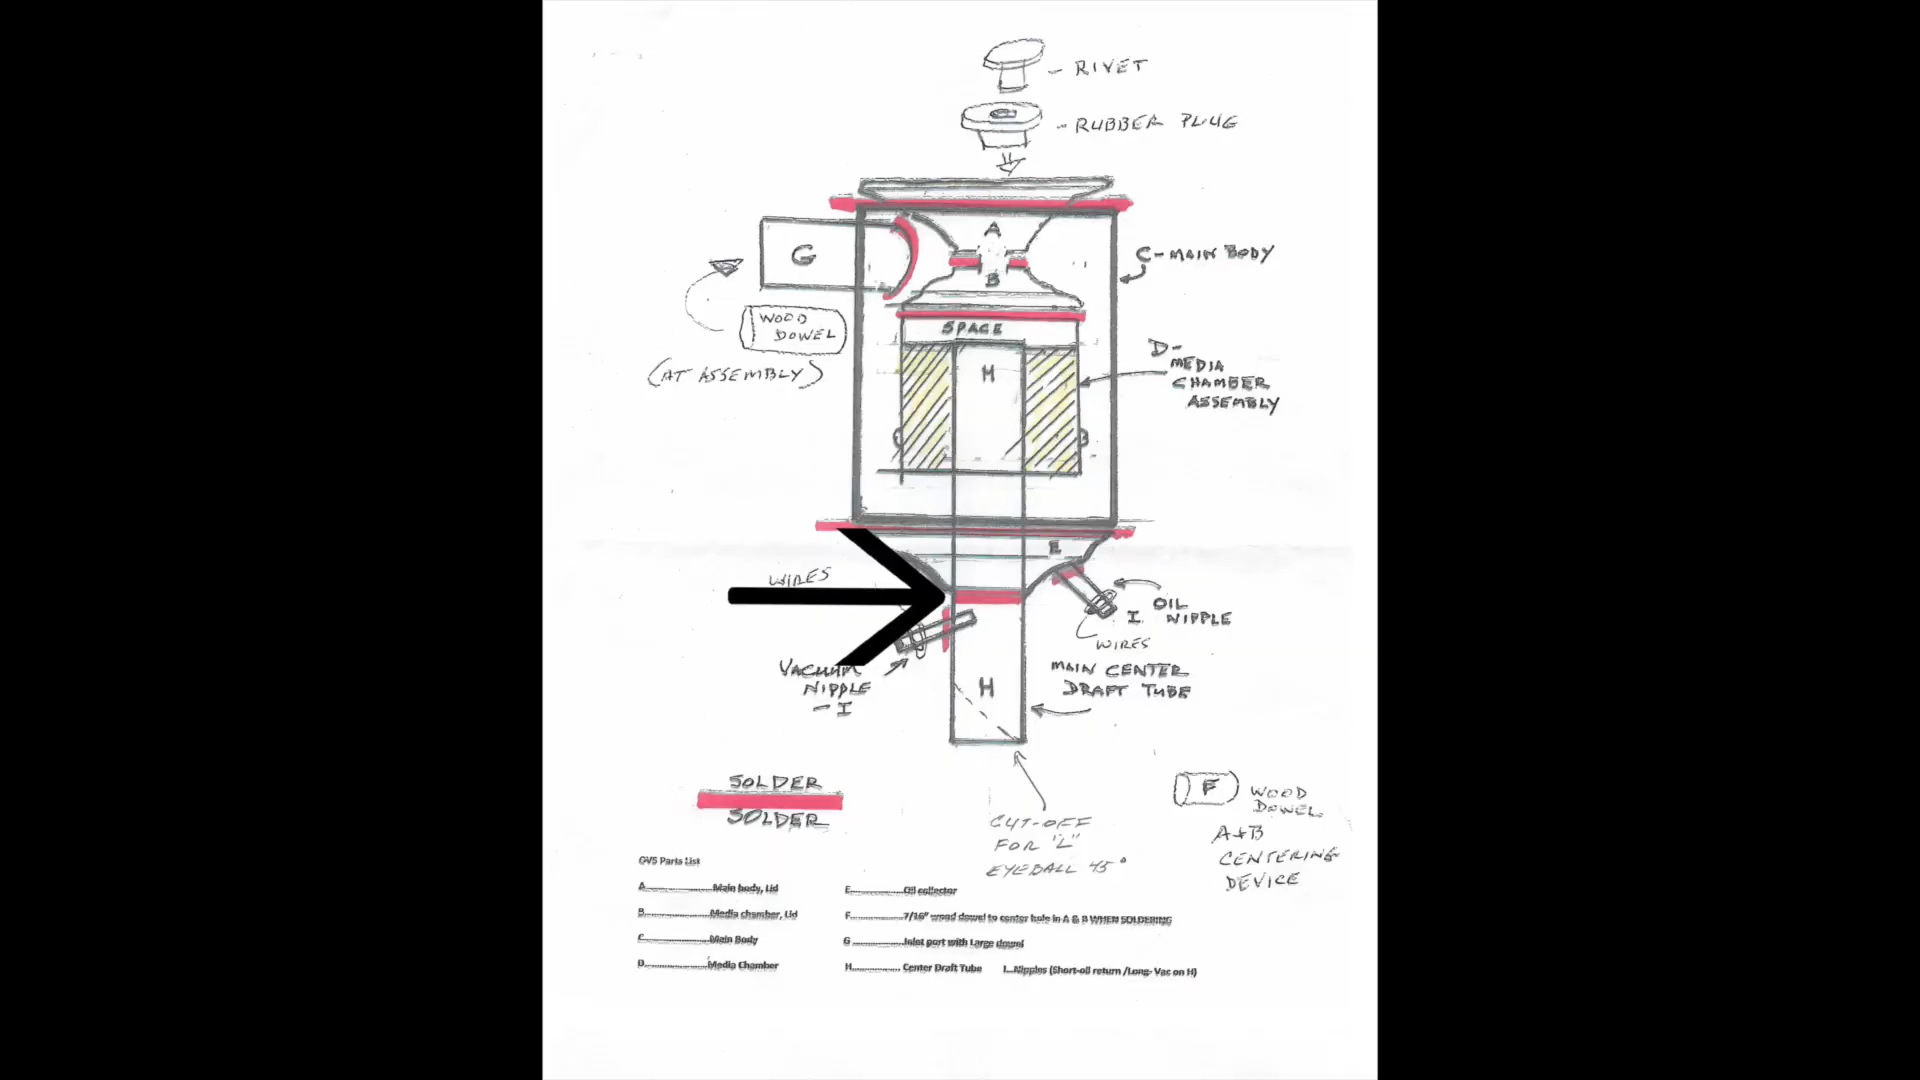 - RIVET
- RUBBER PLUG
A
G
C-MAIN BODY
B
WOOD
DOWEL
SPACE
(AT ASSEMBLY)
H
D-
MEDIA
CHAMBER
ASSEMBLY
E
WIRES
OIL
I. NIPPLE
WIRES
VACUUM
NIPPLE
- I
MAIN CENTER
DRAFT TUBE
H
SOLDER
SOLDER
F WOOD
DOWEL
A+B
CENTERING
DEVICE
CUT-OFF
FOR "L"
EYEBALL 45°
GV5 Parts List
A......................Main body, Lid
B......................Media chamber, Lid
C......................Main Body
D......................Media Chamber
E..................Oil collector
F..................7/16" wood dowel to center hole in A & B WHEN SOLDERING
G..................Inlet port with Large dowel
H................. Center Draft Tube
I...Nipples (Short-oil return /Long- Vac on H)